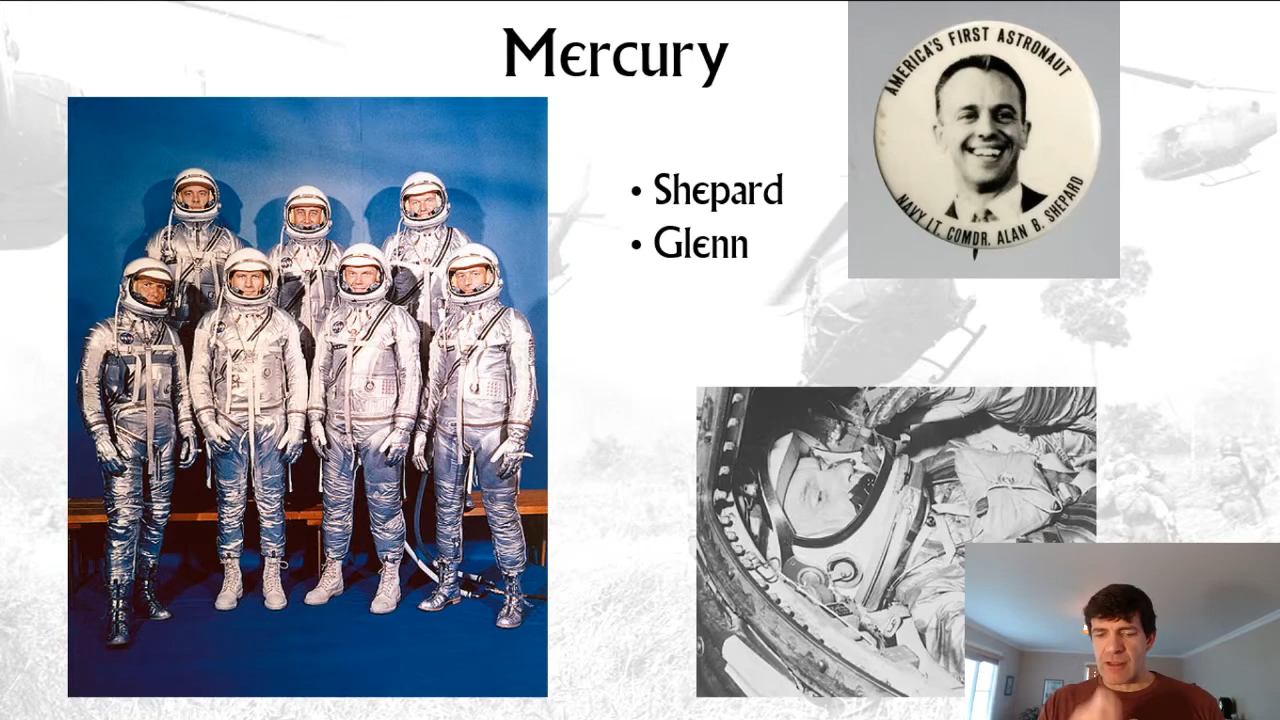 Mercury
• Shepard
• Glenn
AMERICA'S FIRST ASTRONAUT
NAVY LT. COMDR. ALAN B. SHEPARD